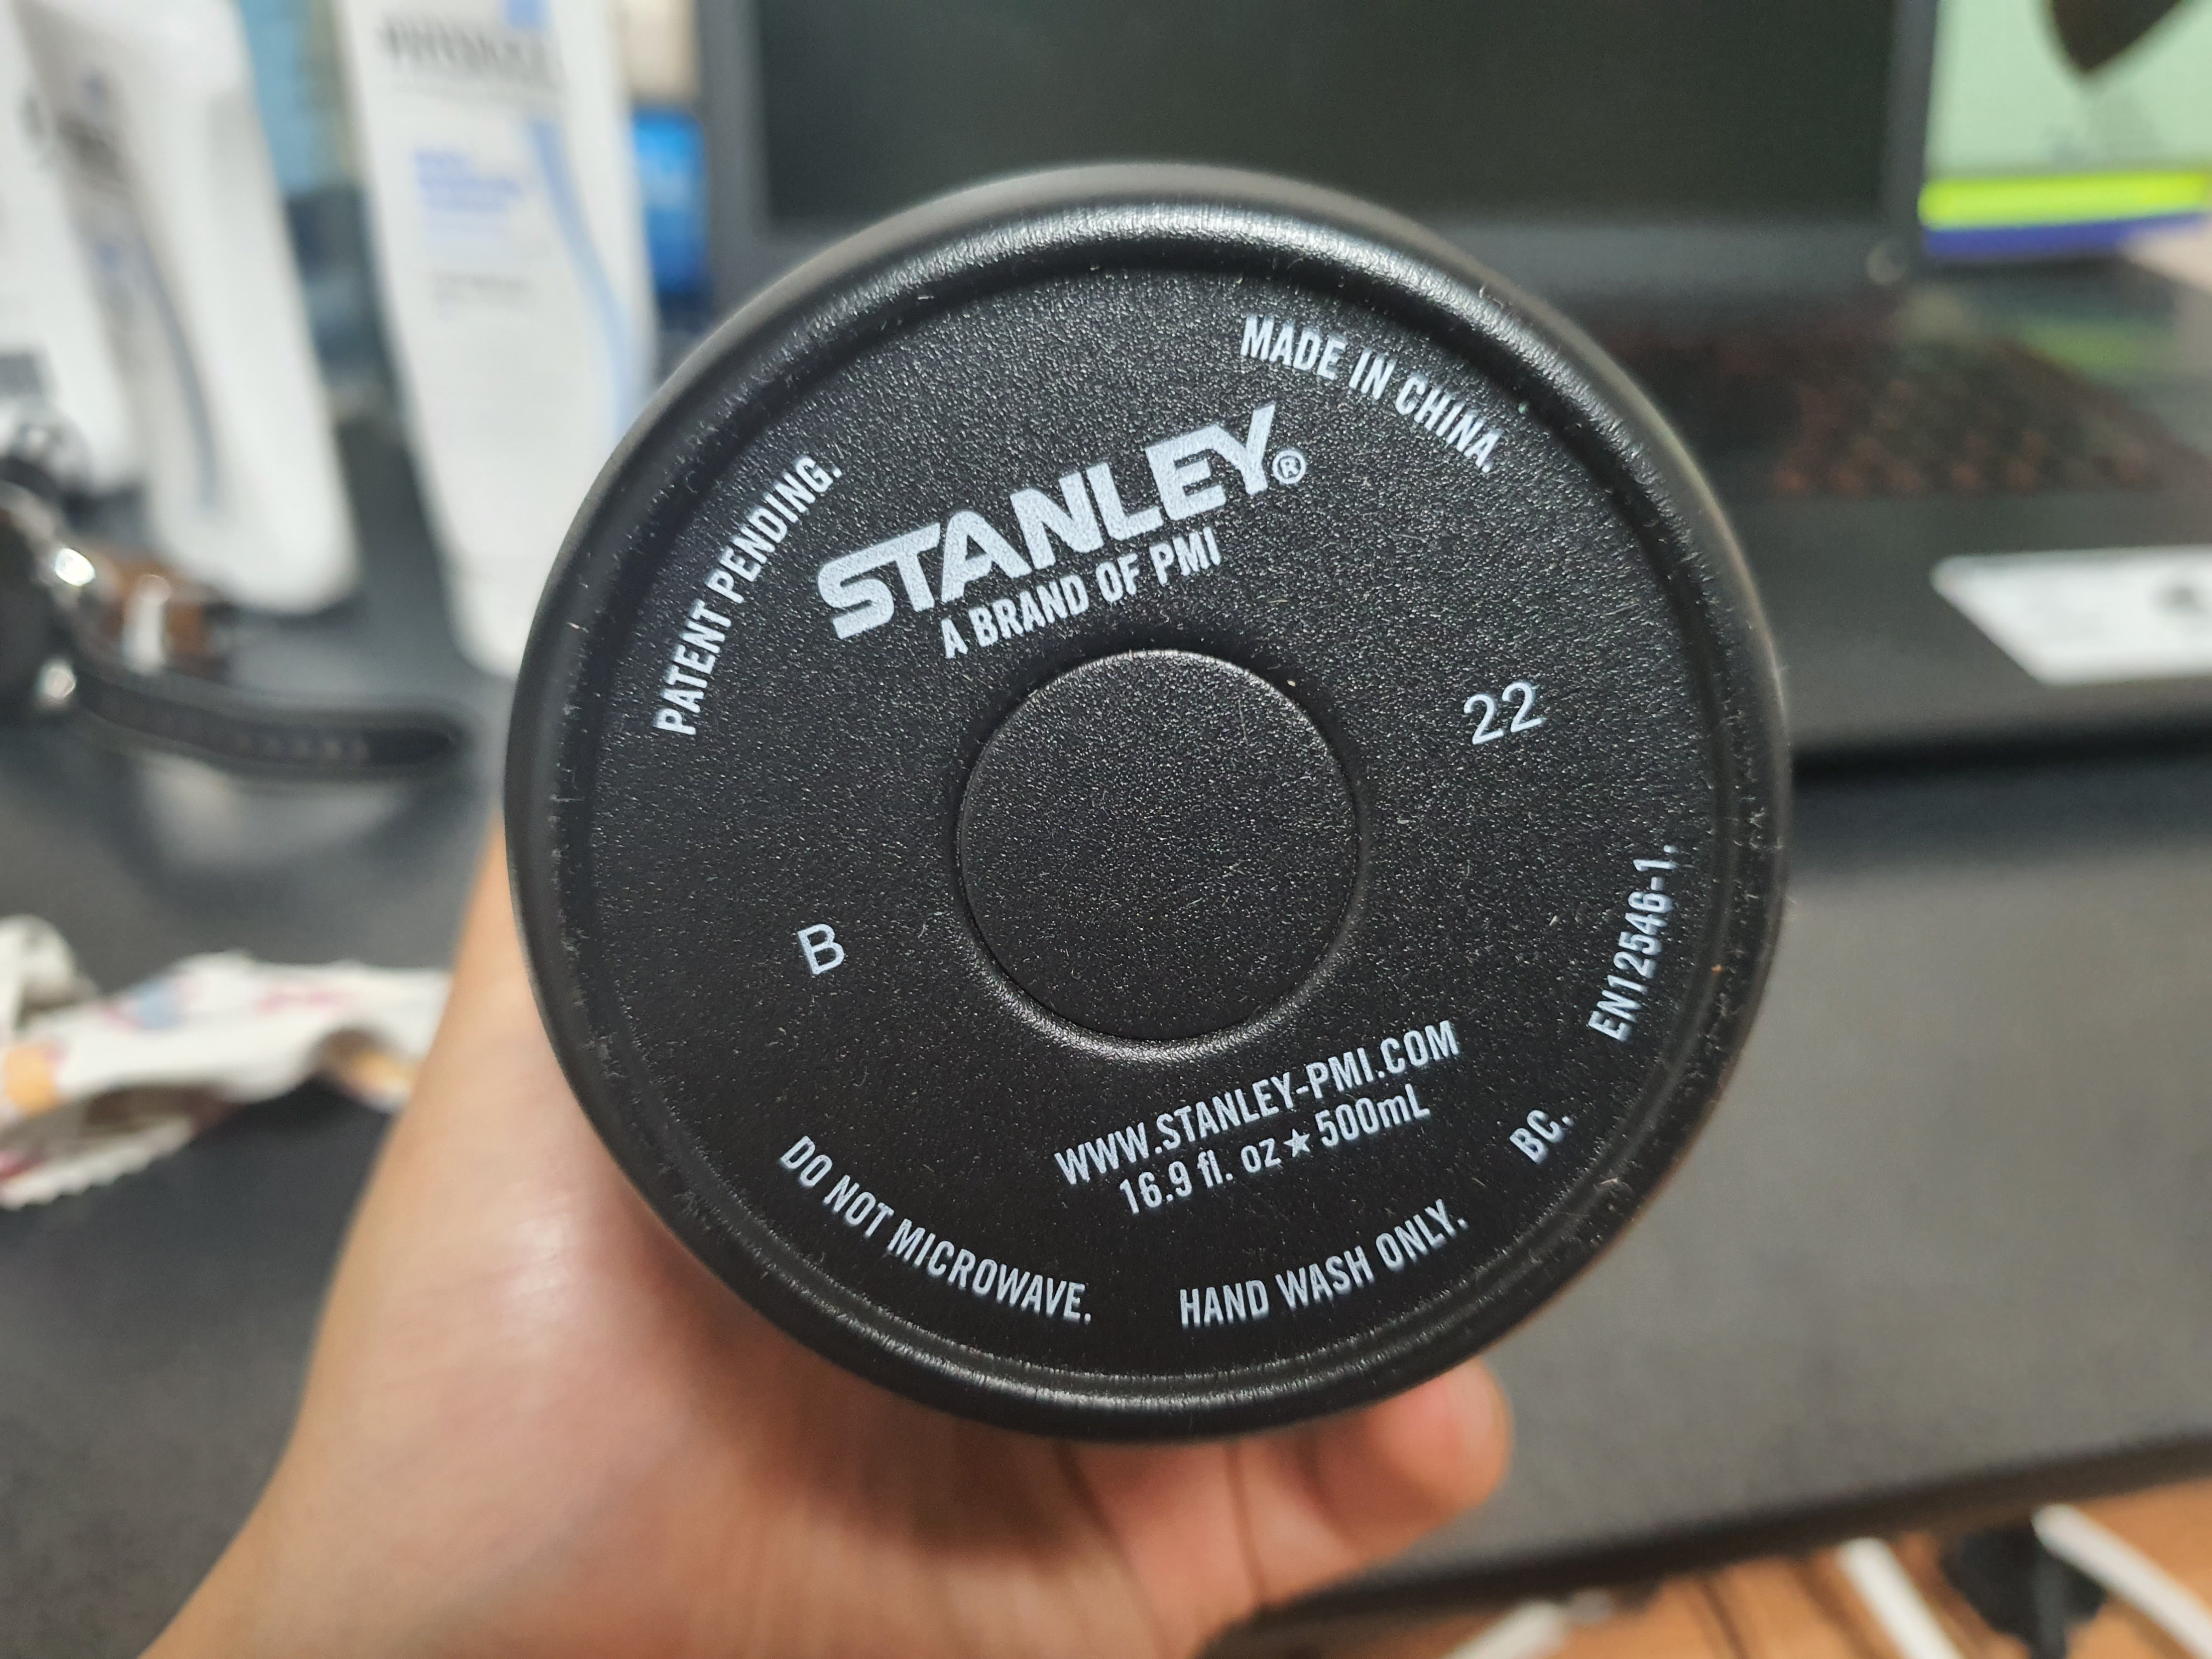 MADE IN CHINA.
PATENT PENDING.
STANLEY®
A BRAND OF PMI
22
B
EN12546-1.
WWW.STANLEY-PMI.COM
16.9 fl. oz★500mL
BC.
DO NOT MICROWAVE.
HAND WASH ONLY.